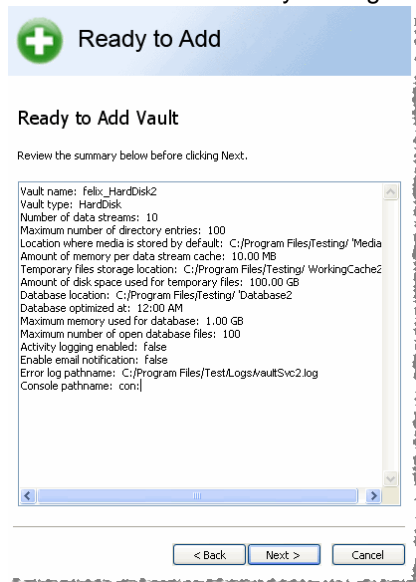 Ready to Add
Ready to Add Vault
Review the summary below before clicking Next.
Vault name: felix_HardDisk2
Vault type: HardDisk
Number of data streams: 10
Maximum number of directory entries: 100
Location where media is stored by default: C:/Program Files/Testing/ 'Media
Amount of memory per data stream cache: 10.00 MB
Temporary files storage location: C:/Program Files/Testing/ WorkingCache2
Amount of disk space used for temporary files: 100.00 GB
Database location: C:/Program Files/Testing/ 'Database2
Database optimized at: 12:00 AM
Maximum memory used for database: 1.00 GB
Maximum number of open database files: 100
Activity logging enabled: false
Enable email notification: false
Error log pathname: C:/Program Files/Test/Logs/vaultSvc2.log
Console pathname: con:
< Back Next > Cancel